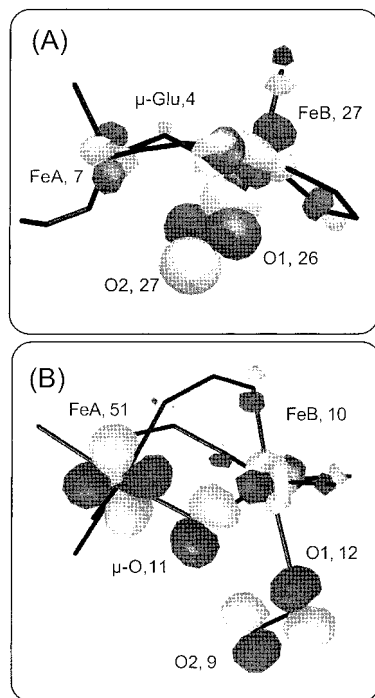 (A)
μ-Glu,4
FeB, 27
FeA, 7
O1, 26
O2, 27
(B)
FeA, 51
FeB, 10
μ-O,11
O1, 12
O2, 9